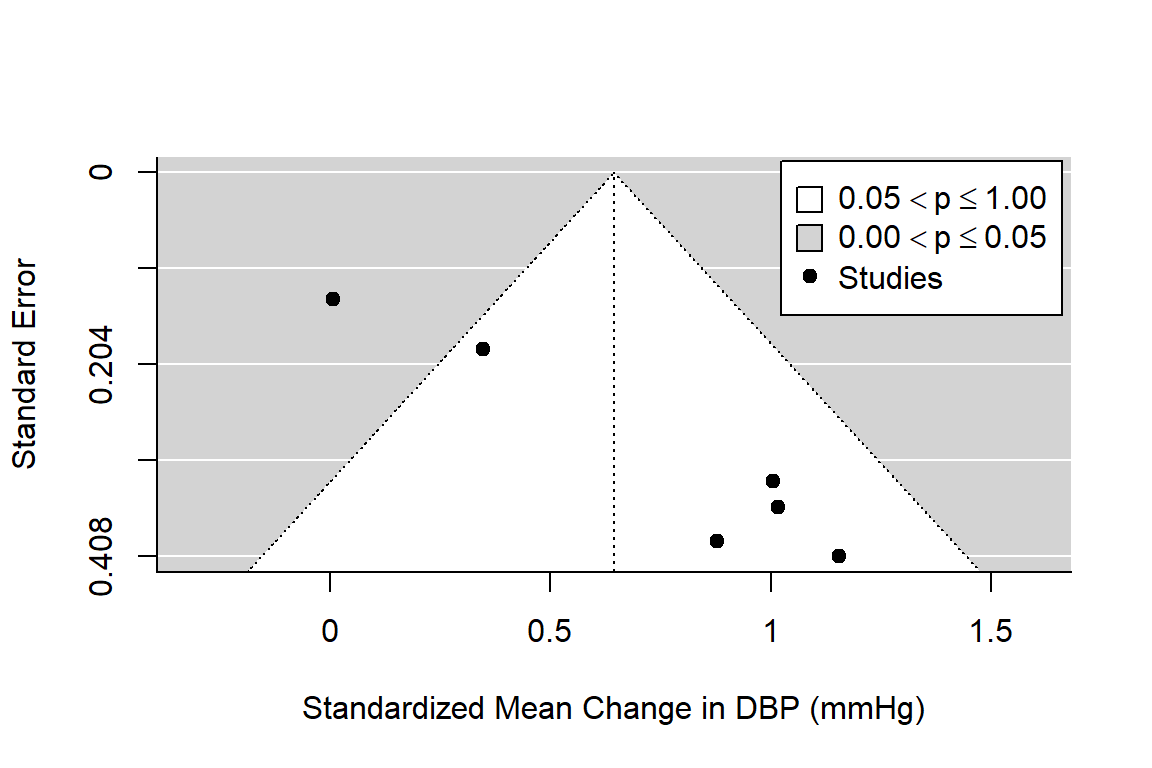 0.05 < p ≤ 1.00
0.00 < p ≤ 0.05
Studies
Standard Error
0
0.204
0.408
0
0.5
1
1.5
Standardized Mean Change in DBP (mmHg)